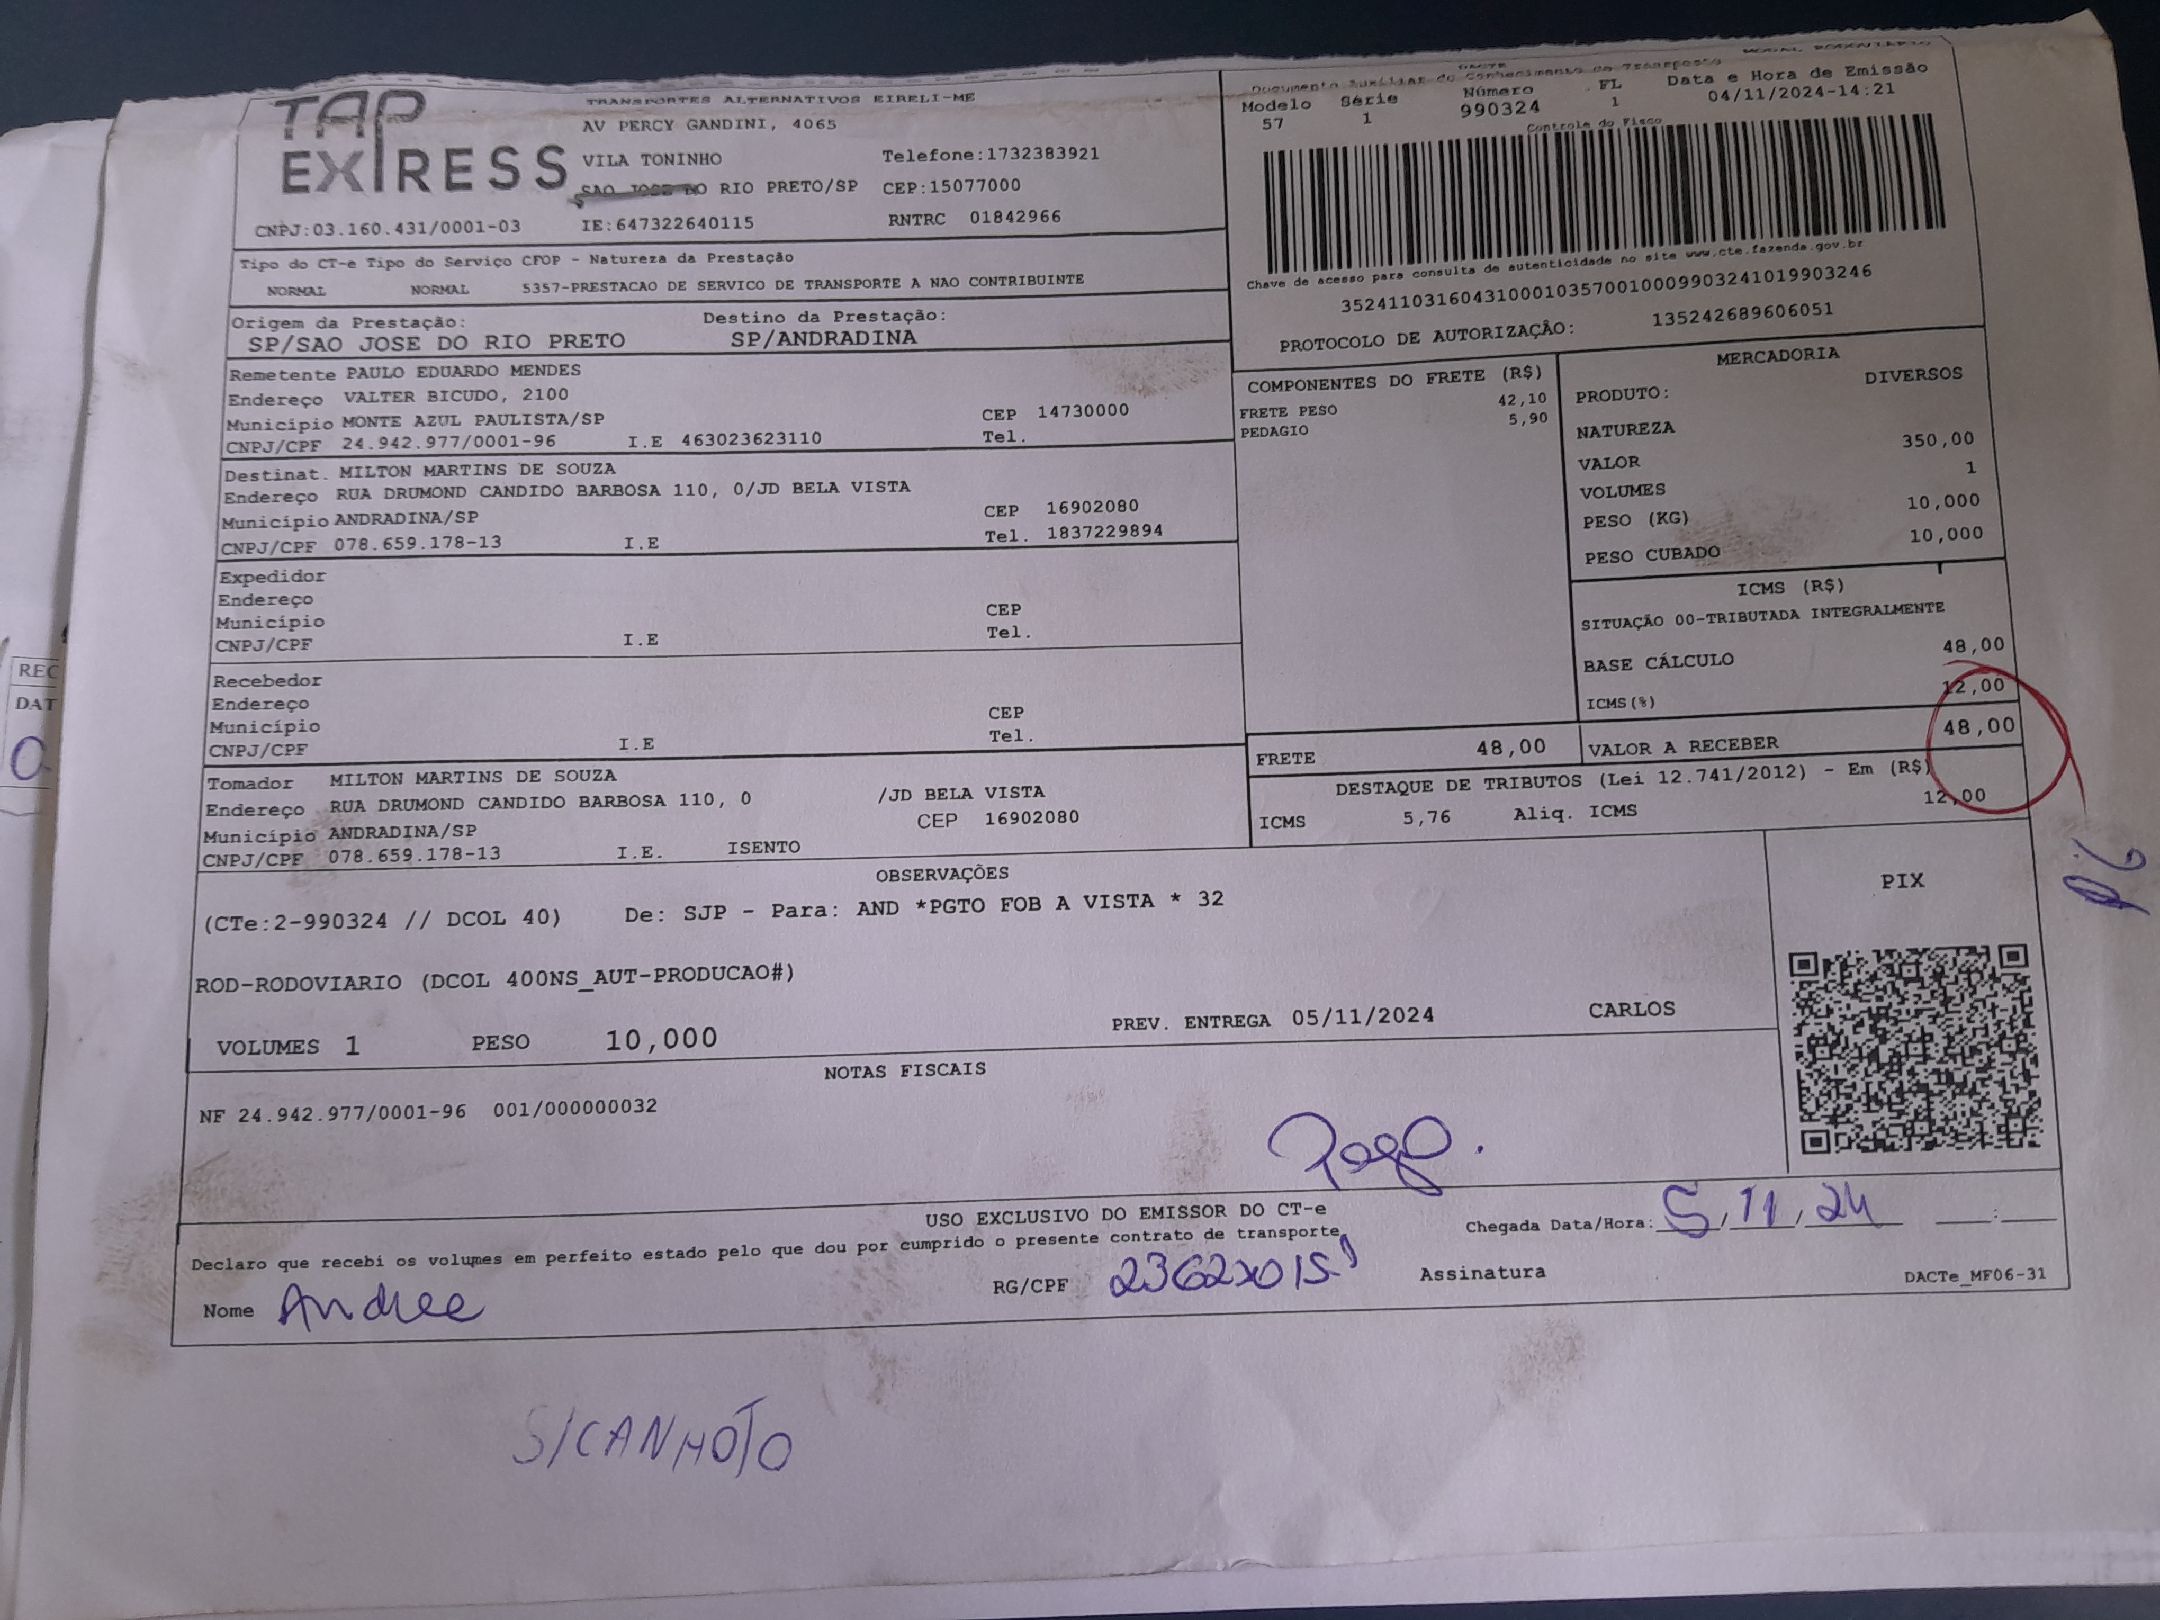 MODAL RODOVIÁRIO
TAP EXPRESS
TRANSPORTES ALTERNATIVOS EIRELI-ME
AV PERCY GANDINI, 4065
VILA TONINHO Telefone:1732383921
SAO JOSE DO RIO PRETO/SP CEP:15077000
CNPJ:03.160.431/0001-03 IE:647322640115 RNTRC 01842966
DACTE
Documento Auxiliar do Conhecimento de Transporte
Modelo Série Número FL Data e Hora de Emissão
57 1 990324 1 04/11/2024-14:21
Controle do Fisco
Chave de acesso para consulta de autenticidade no site www.cte.fazenda.gov.br
35241103160431000103570010009903241019903246
PROTOCOLO DE AUTORIZAÇÃO: 135242689606051
Tipo do CT-e Tipo do Serviço CFOP - Natureza da Prestação
NORMAL NORMAL 5357-PRESTACAO DE SERVICO DE TRANSPORTE A NAO CONTRIBUINTE
Origem da Prestação: Destino da Prestação:
SP/SAO JOSE DO RIO PRETO SP/ANDRADINA
Remetente PAULO EDUARDO MENDES
Endereço VALTER BICUDO, 2100
Município MONTE AZUL PAULISTA/SP CEP 14730000
CNPJ/CPF 24.942.977/0001-96 I.E 463023623110 Tel.
Destinat. MILTON MARTINS DE SOUZA
Endereço RUA DRUMOND CANDIDO BARBOSA 110, 0/JD BELA VISTA
Município ANDRADINA/SP CEP 16902080
CNPJ/CPF 078.659.178-13 I.E Tel. 1837229894
Expedidor
Endereço
Município CEP
CNPJ/CPF I.E Tel.
Recebedor
Endereço
Município CEP
CNPJ/CPF I.E Tel.
Tomador MILTON MARTINS DE SOUZA
Endereço RUA DRUMOND CANDIDO BARBOSA 110, 0 /JD BELA VISTA
Município ANDRADINA/SP CEP 16902080
CNPJ/CPF 078.659.178-13 I.E. ISENTO
COMPONENTES DO FRETE (R$)
FRETE PESO 42,10
PEDAGIO 5,90
MERCADORIA
PRODUTO: DIVERSOS
NATUREZA
VALOR 350,00
VOLUMES 1
PESO (KG) 10,000
PESO CUBADO 10,000
ICMS (R$)
SITUAÇÃO 00-TRIBUTADA INTEGRALMENTE
BASE CÁLCULO 48,00
ICMS(%) 12,00
FRETE 48,00 VALOR A RECEBER 48,00
DESTAQUE DE TRIBUTOS (Lei 12.741/2012) - Em (R$)
ICMS 5,76 Aliq. ICMS 12,00
OBSERVAÇÕES
(CTe:2-990324 // DCOL 40) De: SJP - Para: AND *PGTO FOB A VISTA * 32
ROD-RODOVIARIO (DCOL 400NS_AUT-PRODUCAO#)
VOLUMES 1 PESO 10,000 PREV. ENTREGA 05/11/2024 CARLOS
PIX
NOTAS FISCAIS
NF 24.942.977/0001-96 001/000000032
Pago.
USO EXCLUSIVO DO EMISSOR DO CT-e
Declaro que recebi os volumes em perfeito estado pelo que dou por cumprido o presente contrato de transporte
Chegada Data/Hora: 5/11/24 :
Nome Andree RG/CPF Assinatura DACTe_MF06-31
S/CANHOTO
REC
DAT